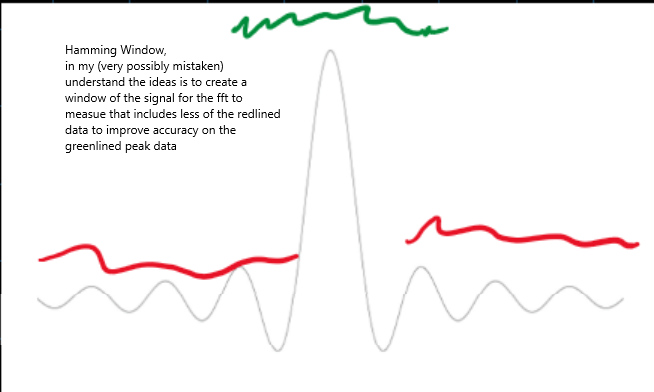 Hamming Window,
in my (very possibly mistaken)
understand the ideas is to create a
window of the signal for the fft to
measue that includes less of the redlined
data to improve accuracy on the
greenlined peak data